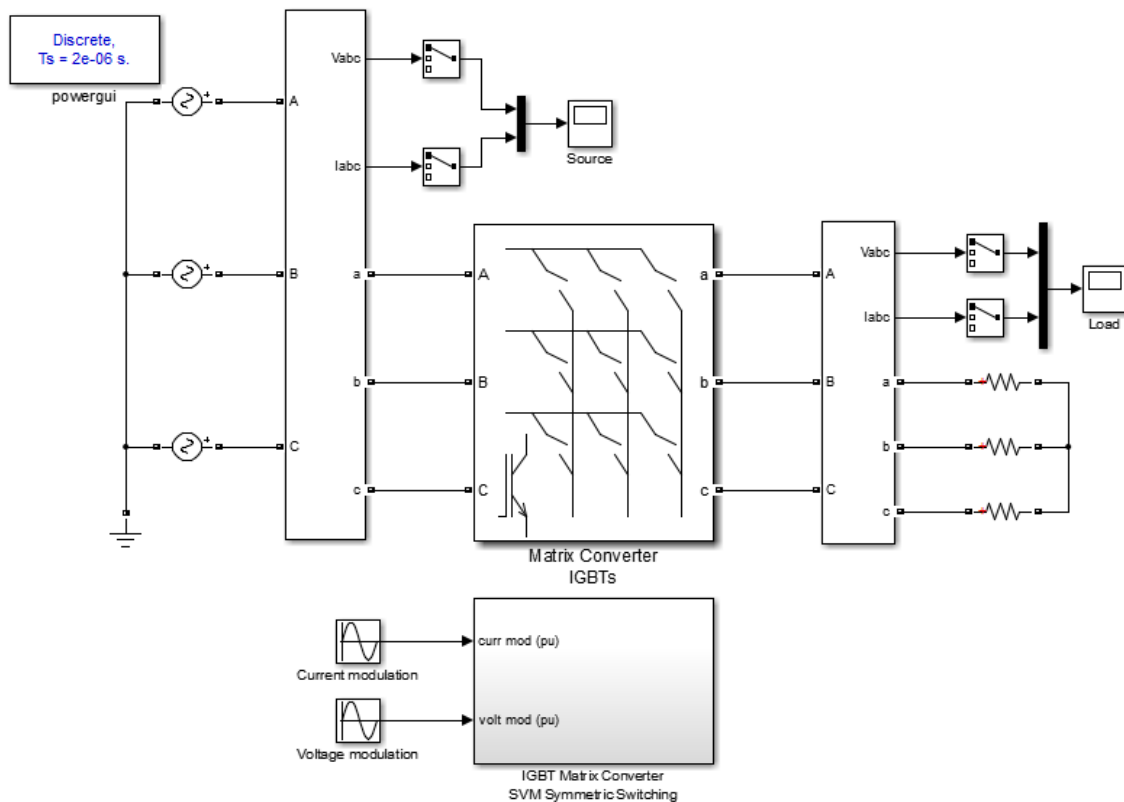 Discrete,
Ts = 2e-06 s.
powergui
A
B
C
Vabc
Iabc
a
b
c
Source
A
B
C
a
b
c
Matrix Converter
IGBTs
A
B
C
Vabc
Iabc
a
b
c
Load
Current modulation
Voltage modulation
curr mod (pu)
volt mod (pu)
IGBT Matrix Converter
SVM Symmetric Switching